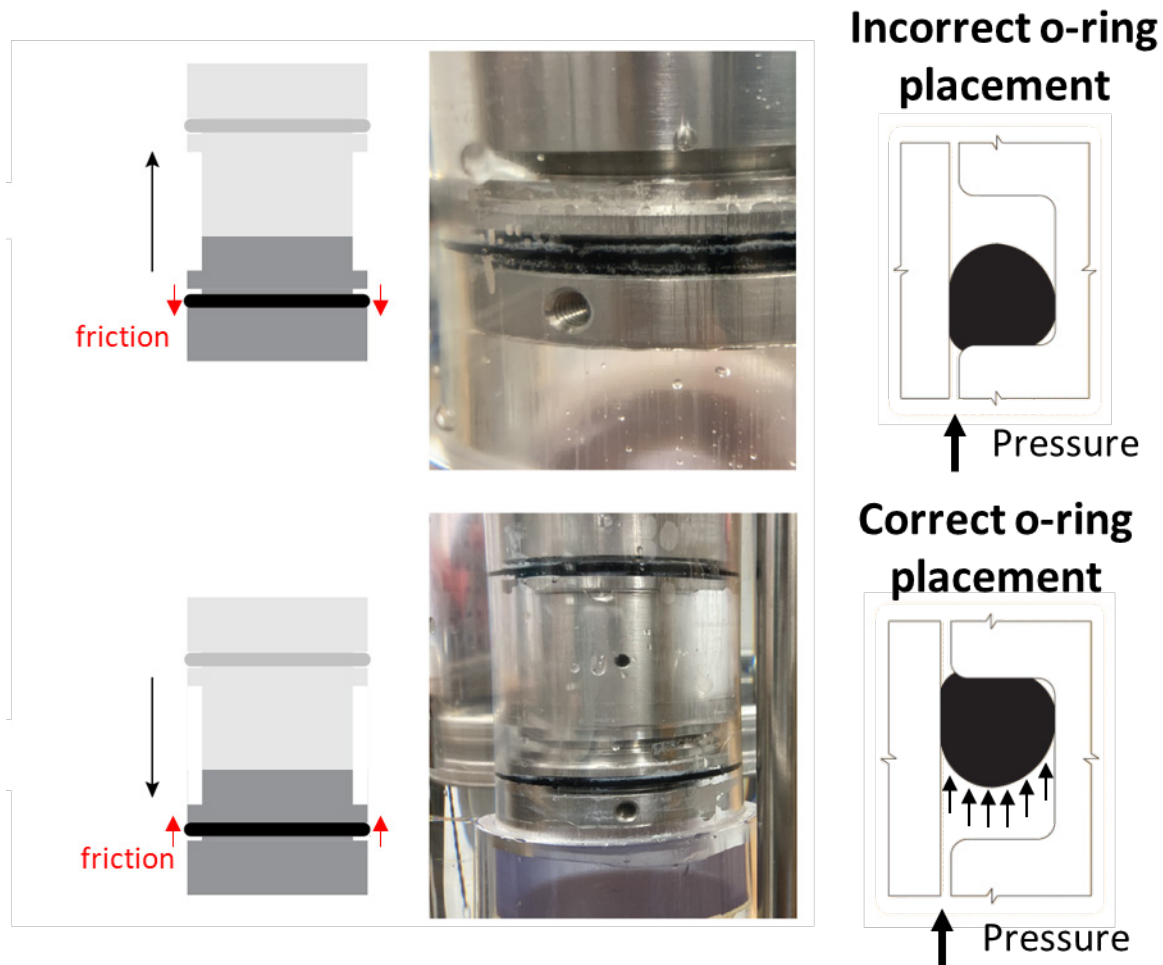 Incorrect o-ring
placement
friction
Pressure
Correct o-ring
placement
friction
Pressure